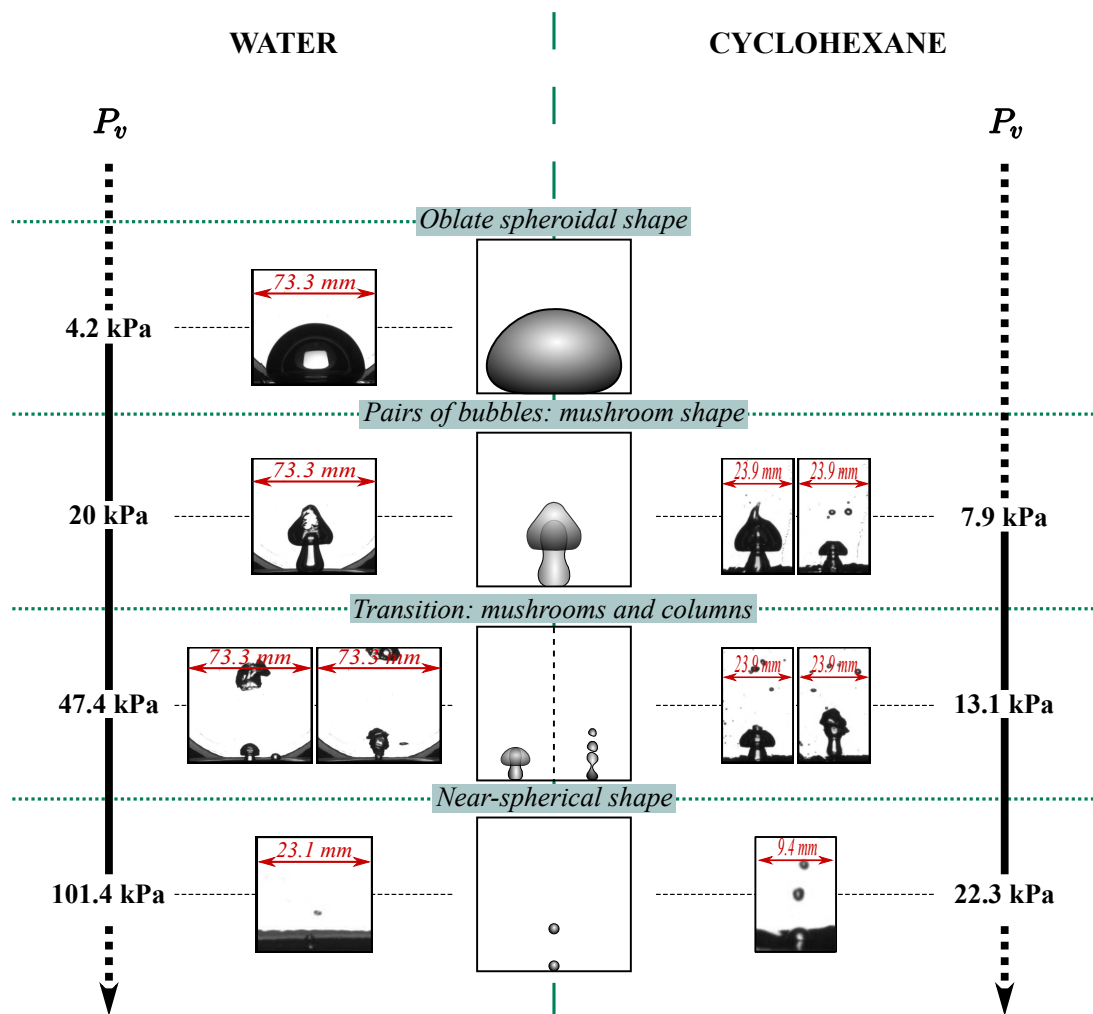 WATER
CYCLOHEXANE
P_v
P_v
Oblate spheroidal shape
73.3 mm
4.2 kPa
Pairs of bubbles: mushroom shape
73.3 mm
23.9 mm
23.9 mm
20 kPa
7.9 kPa
Transition: mushrooms and columns
73.3 mm
73.3 mm
23.9 mm
23.9 mm
47.4 kPa
13.1 kPa
Near-spherical shape
23.1 mm
9.4 mm
101.4 kPa
22.3 kPa